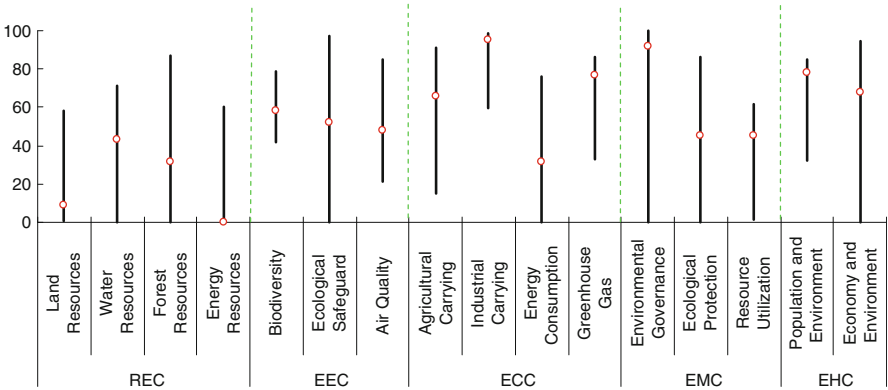 100
80
60
40
20
0
Land
Resources
Water
Resources
Forest
Resources
Energy
Resources
Biodiversity
Ecological
Safeguard
Air Quality
Agricultural
Carrying
Industrial
Carrying
Energy
Consumption
Greenhouse
Gas
Environmental
Governance
Ecological
Protection
Resource
Utilization
Population and
Environment
Economy and
Environment
REC
EEC
ECC
EMC
EHC